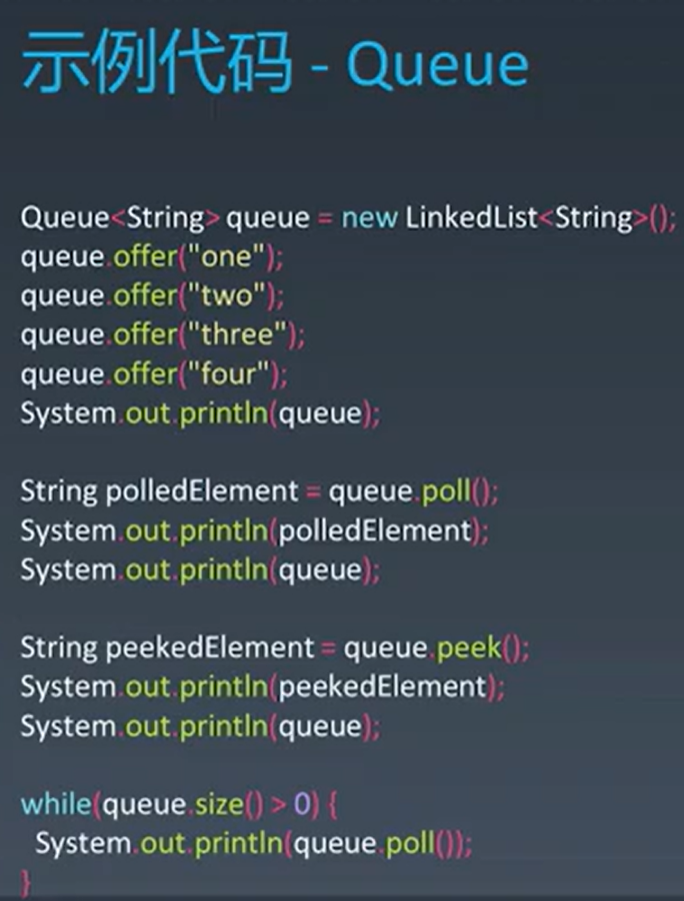 示例代码 - Queue
Queue<String> queue = new LinkedList<String>();
queue.offer("one");
queue.offer("two");
queue.offer("three");
queue.offer("four");
System.out.println(queue);
String polledElement = queue.poll();
System.out.println(polledElement);
System.out.println(queue);
String peekedElement = queue.peek();
System.out.println(peekedElement);
System.out.println(queue);
while(queue.size() > 0) {
  System.out.println(queue.poll());
}